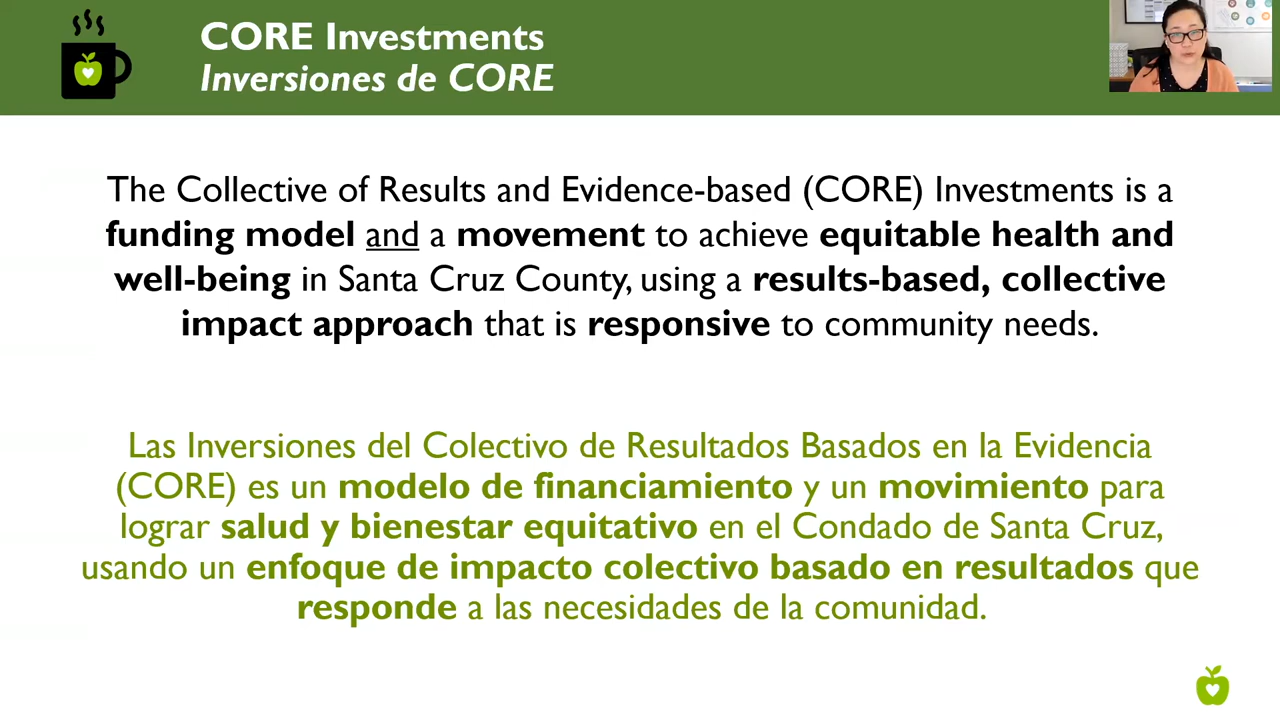 CORE Investments
Inversiones de CORE
The Collective of Results and Evidence-based (CORE) Investments is a
funding model and a movement to achieve equitable health and
well-being in Santa Cruz County, using a results-based, collective
impact approach that is responsive to community needs.
Las Inversiones del Colectivo de Resultados Basados en la Evidencia
(CORE) es un modelo de financiamiento y un movimiento para
lograr salud y bienestar equitativo en el Condado de Santa Cruz,
usando un enfoque de impacto colectivo basado en resultados que
responde a las necesidades de la comunidad.